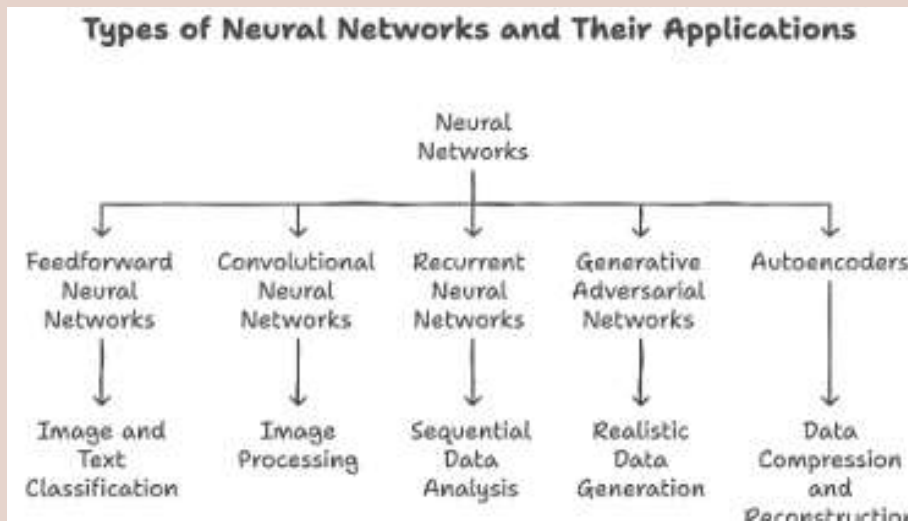 Types of Neural Networks and Their Applications
Neural
Networks
Feedforward
Neural
Networks
Convolutional
Neural
Networks
Recurrent
Neural
Networks
Generative
Adversarial
Networks
Autoencoders
Image and
Text
Classification
Image
Processing
Sequential
Data
Analysis
Realistic
Data
Generation
Data
Compression
and
Reconstruction